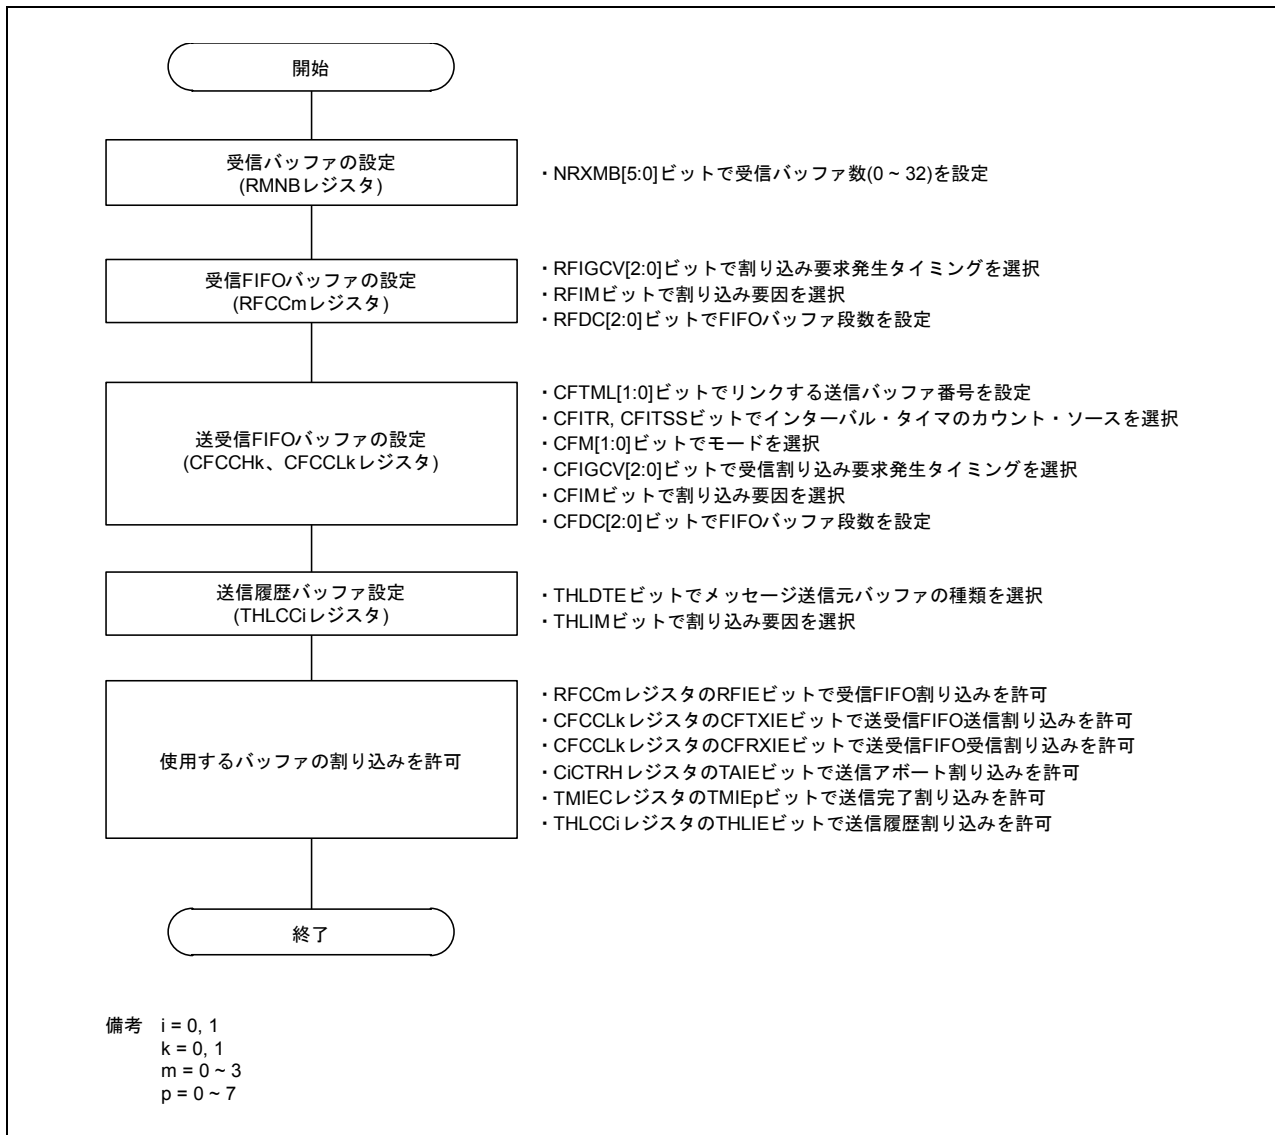 開始
受信バッファの設定
(RMNBレジスタ)
・NRXMB[5:0]ビットで受信バッファ数(0 ~ 32)を設定
受信FIFOバッファの設定
(RFCCmレジスタ)
・RFIGCV[2:0]ビットで割り込み要求発生タイミングを選択
・RFIMビットで割り込み要因を選択
・RFDC[2:0]ビットでFIFOバッファ段数を設定
送受信FIFOバッファの設定
(CFCCHk、CFCCLkレジスタ)
・CFTML[1:0]ビットでリンクする送信バッファ番号を設定
・CFITR, CFITSSビットでインターバル・タイマのカウント・ソースを選択
・CFM[1:0]ビットでモードを選択
・CFIGCV[2:0]ビットで受信割り込み要求発生タイミングを選択
・CFIMビットで割り込み要因を選択
・CFDC[2:0]ビットでFIFOバッファ段数を設定
送信履歴バッファ設定
(THLCCiレジスタ)
・THLDTEビットでメッセージ送信元バッファの種類を選択
・THLIMビットで割り込み要因を選択
使用するバッファの割り込みを許可
・RFCCmレジスタのRFIEビットで受信FIFO割り込みを許可
・CFCCLkレジスタのCFTXIEビットで送受信FIFO送信割り込みを許可
・CFCCLkレジスタのCFRXIEビットで送受信FIFO受信割り込みを許可
・CiCTRHレジスタのTAIEビットで送信アボート割り込みを許可
・TMIECレジスタのTMIEpビットで送信完了割り込みを許可
・THLCCiレジスタのTHLIEビットで送信履歴割り込みを許可
終了
備考 i = 0, 1
k = 0, 1
m = 0 ~ 3
p = 0 ~ 7